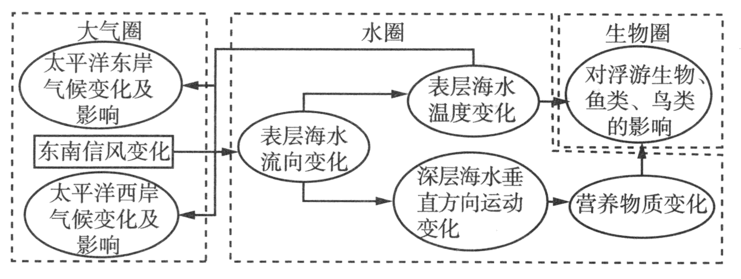 大气圈
太平洋东岸
气候变化及
影响
东南信风变化
太平洋西岸
气候变化及
影响
水圈
表层海水
流向变化
表层海水
温度变化
深层海水垂
直方向运动
变化
营养物质变化
生物圈
对浮游生物、
鱼类、鸟类
的影响